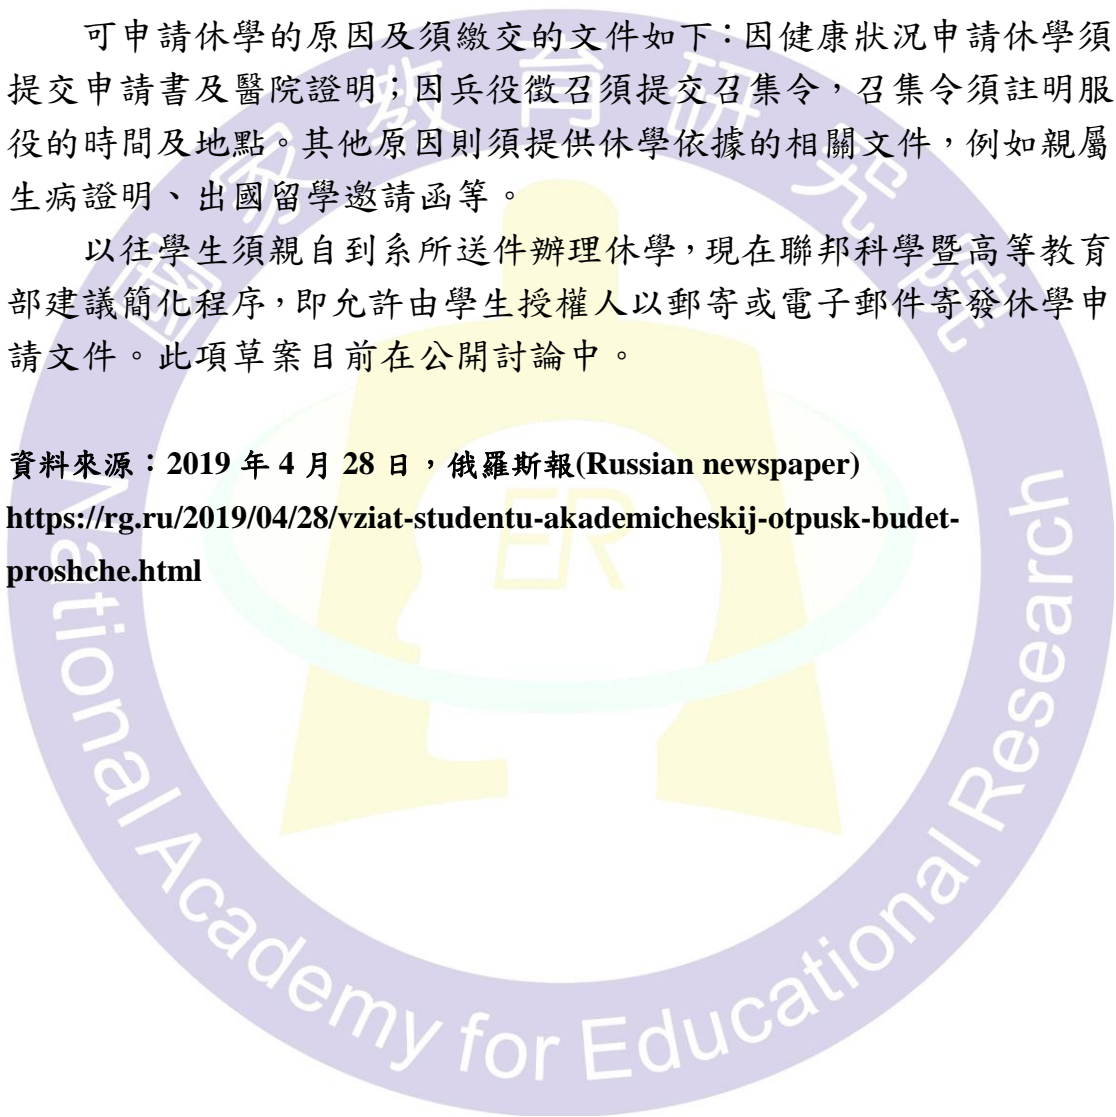 可申請休學的原因及須繳交的文件如下：因健康狀況申請休學須
提交申請書及醫院證明；因兵役徵召須提交召集令，召集令須註明服
役的時間及地點。其他原因則須提供休學依據的相關文件，例如親屬
生病證明、出國留學邀請函等。
以往學生須親自到系所送件辦理休學，現在聯邦科學暨高等教育
部建議簡化程序，即允許由學生授權人以郵寄或電子郵件寄發休學申
請文件。此項草案目前在公開討論中。
資料來源：2019 年 4 月 28 日，俄羅斯報(Russian newspaper)
https://rg.ru/2019/04/28/vziat-studentu-akademicheskij-otpusk-budet-
proshche.html
國家教育研究院
ER
National Academy for Educational Research